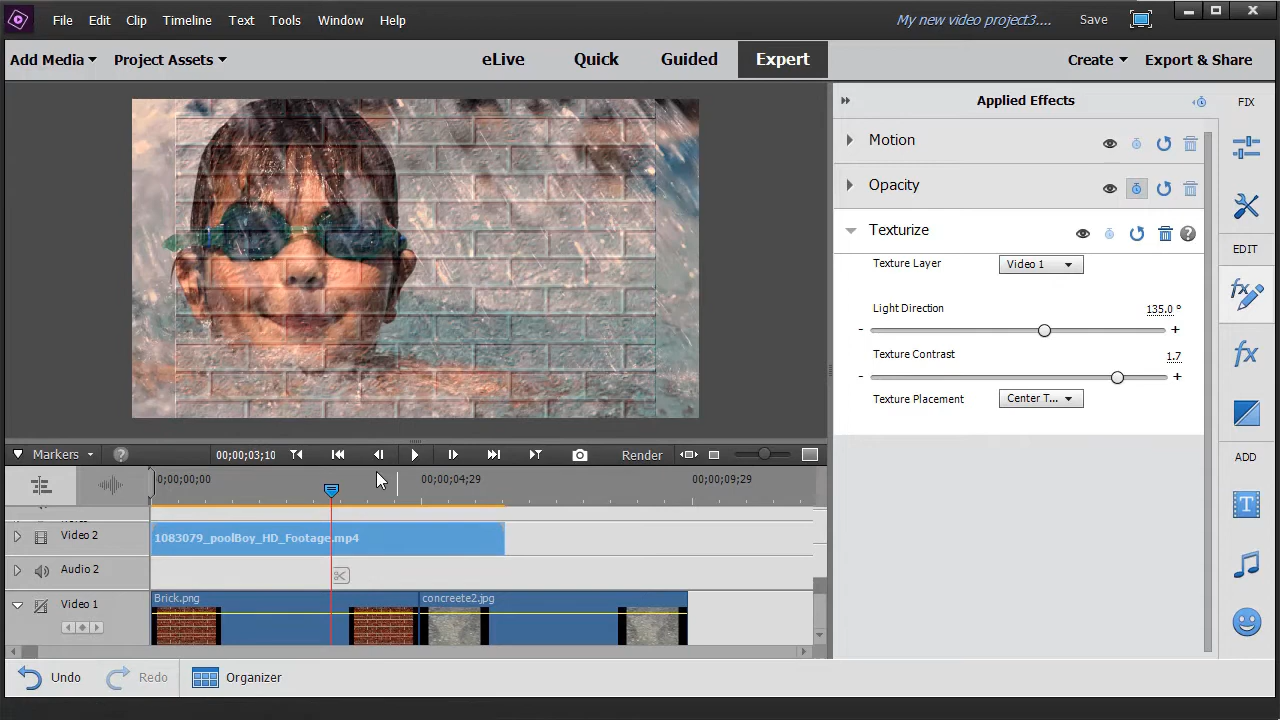 File Edit Clip Timeline Text Tools Window Help My new video project3.... Save
Add Media Project Assets eLive Quick Guided Expert Create Export & Share
Applied Effects FIX
Motion
Opacity
Texturize
EDIT
Texture Layer Video 1
Light Direction 135.0 °
- +
Texture Contrast 1.7
- +
Texture Placement Center T...
ADD
Markers 00;00;03;10 Render
0;00;00;00 00;00;04;29 00;00;09;29
Video 2 1083079_poolBoy_HD_Footage.mp4
Audio 2
Video 1 Brick.png concreete2.jpg
Undo Redo Organizer